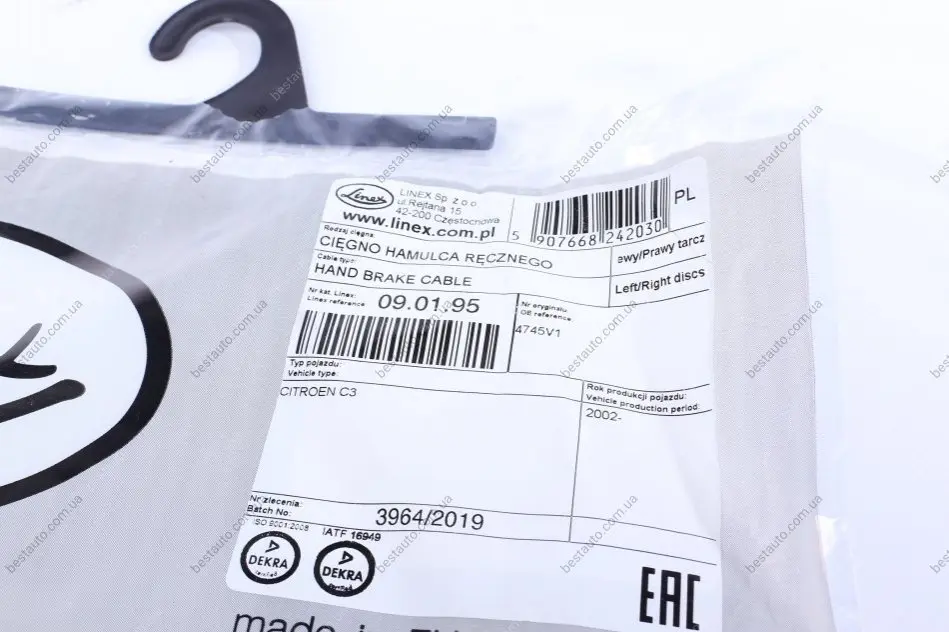 Linex
LINEX Sp. z o o
ul. Rejtana 15
42-200 Częstochowa
www.linex.com.pl
PL
5 907668 242030
Rodzaj cięgna:
CIĘGNO HAMULCA RĘCZNEGO
ewy/Prawy tarcz
Cable type:
HAND BRAKE CABLE
Left/Right discs
Nr kat. Linex:
Linex reference
09.01.95
Nr oryginału
OE reference
4745V1
Typ pojazdu:
Vehicle type:
CITROEN C3
Rok produkcji pojazdu:
Vehicle production period:
2002-
Nr zlecenia:
Batch No:
3964/2019
ISO 9001:2008
IATF 16949
DEKRA
DEKRA
EAC
made in
bestauto.com.ua